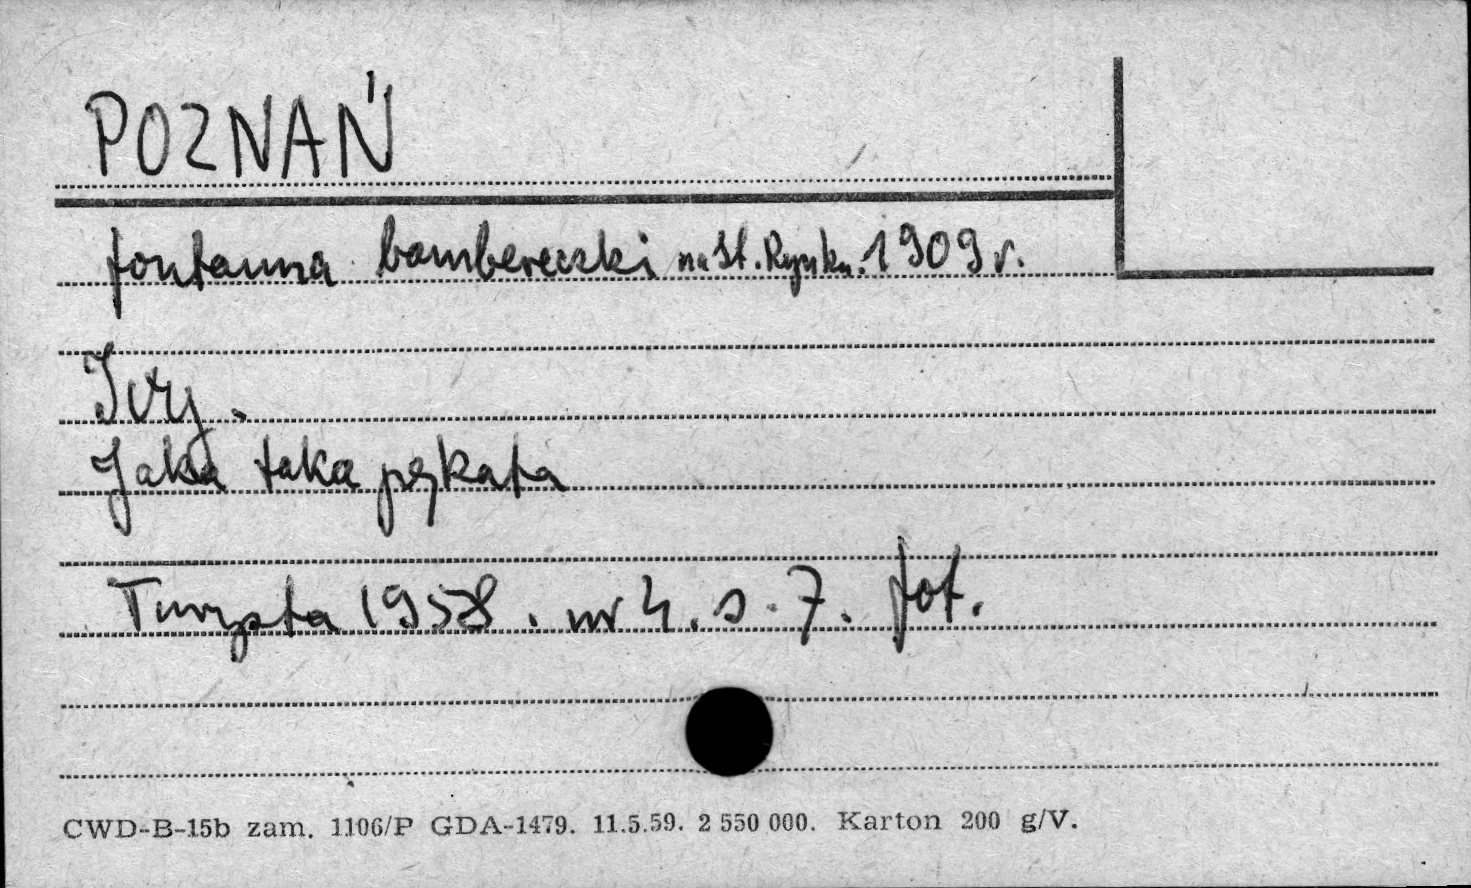 POZNAŃ
fontanna bamberecski na St. Rynku. 1909 r.
Jaka taka pękata
Turysta 1958. nr 4. s. 7. fot.
CWD-B-15b zam. 1106/P GDA-1479. 11.5.59. 2 550 000. Karton 200 g/V.